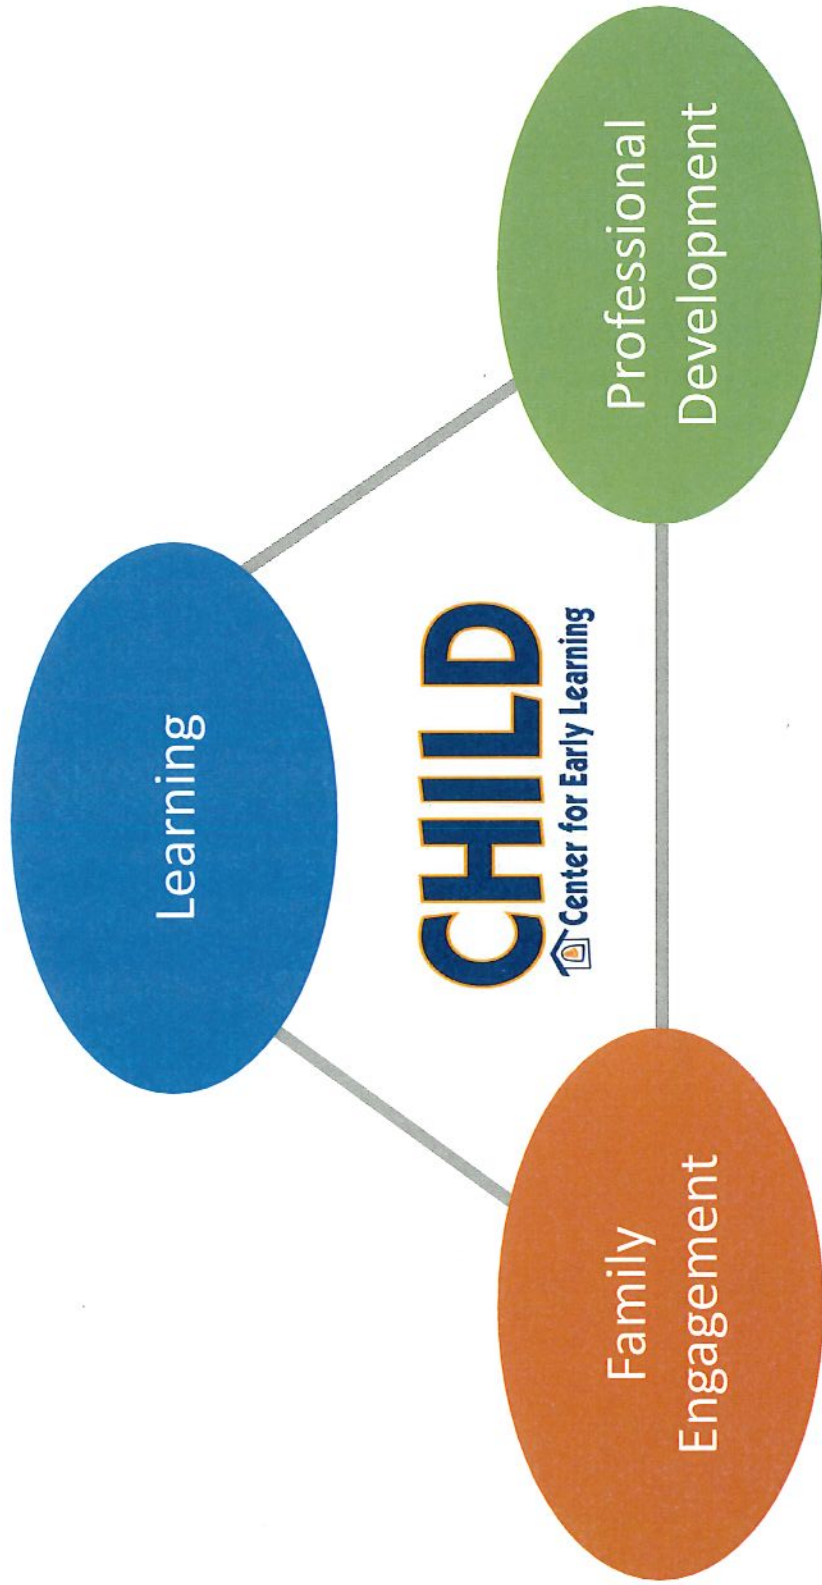 Learning
CHILD
Center for Early Learning
Family
Engagement
Professional
Development